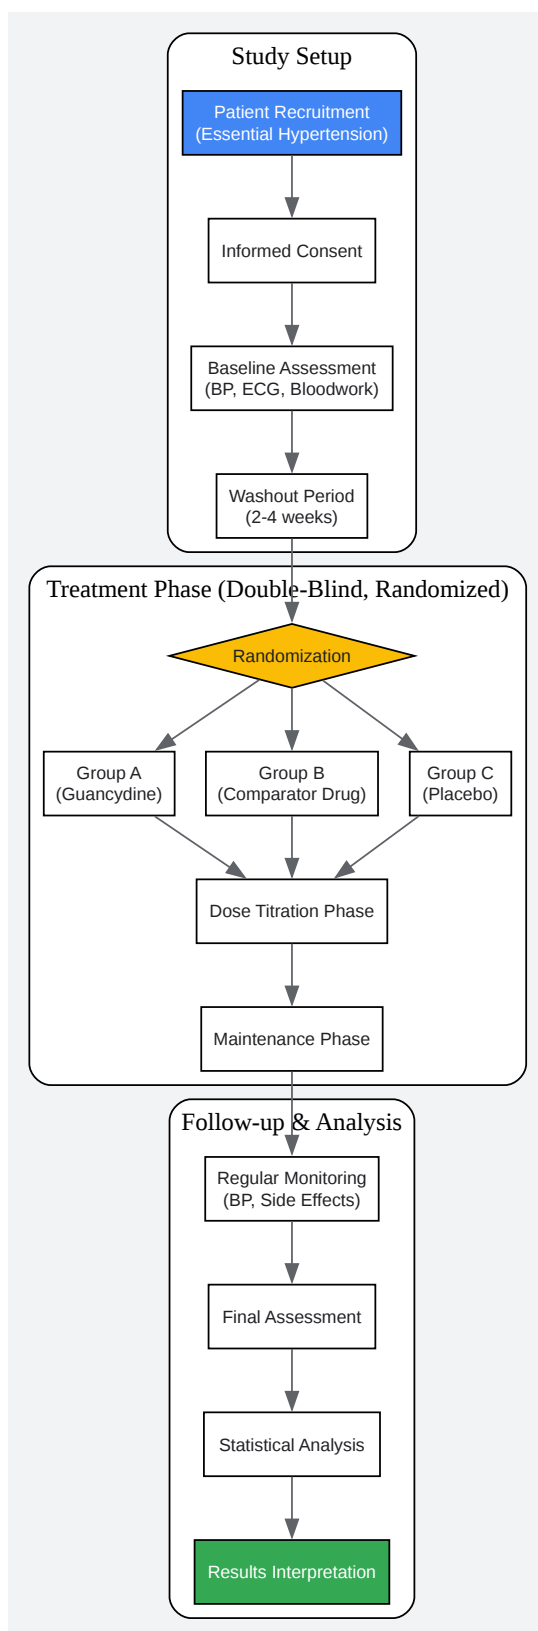 Study Setup
Patient Recruitment
(Essential Hypertension)
Informed Consent
Baseline Assessment
(BP, ECG, Bloodwork)
Washout Period
(2-4 weeks)
Treatment Phase (Double-Blind, Randomized)
Randomization
Group A
(Guancydine)
Group B
(Comparator Drug)
Group C
(Placebo)
Dose Titration Phase
Maintenance Phase
Follow-up & Analysis
Regular Monitoring
(BP, Side Effects)
Final Assessment
Statistical Analysis
Results Interpretation